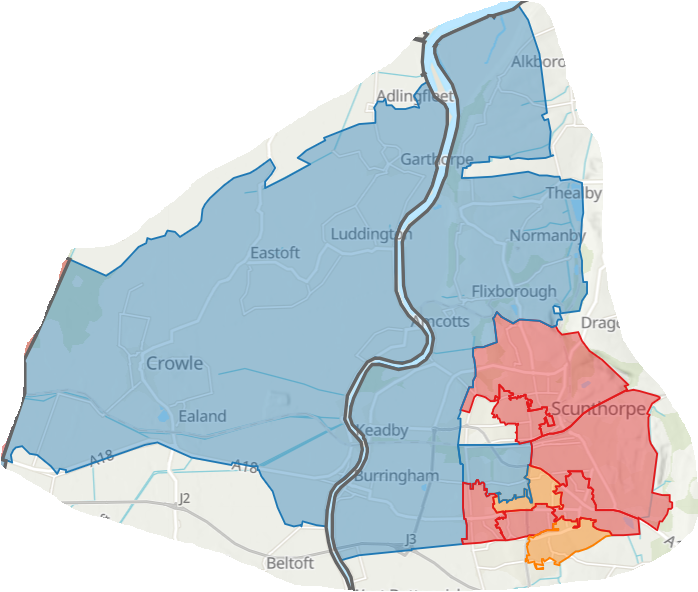 Alkboro
Adlingfleet
Garthorpe
Thealby
Luddington
Normanby
Eastoft
Flixborough
Amcotts
Drago
Crowle
Scunthorpe
Ealand
Keadby
A18
A18
Burringham
J2
J3
Beltoft